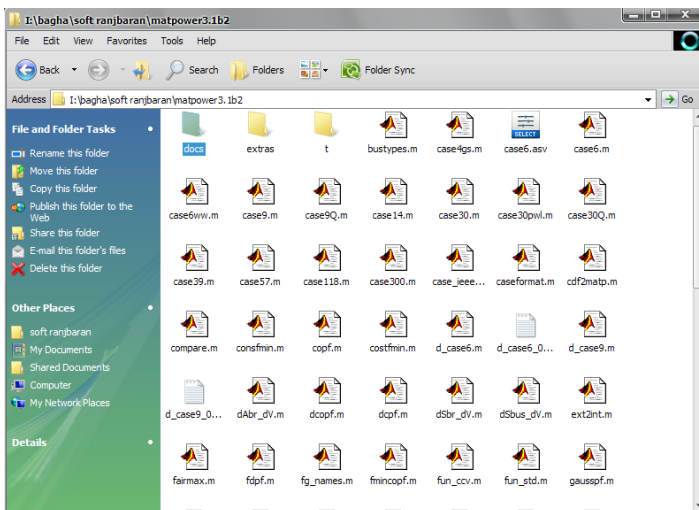 I:\bagha\soft ranjbaran\matpower3.1b2
File Edit View Favorites Tools Help
Back Search Folders Folder Sync
Address I:\bagha\soft ranjbaran\matpower3.1b2 Go
File and Folder Tasks
Rename this folder
Move this folder
Copy this folder
Publish this folder to the
Web
Share this folder
E-mail this folder's files
Delete this folder
Other Places
soft ranjbaran
My Documents
Shared Documents
Computer
My Network Places
Details
SELECT
docs extras t bustypes.m case4gs.m case6.asv case6.m
case6ww.m case9.m case9Q.m case14.m case30.m case30pwl.m case30Q.m
case39.m case57.m case118.m case300.m case_ieee... caseformat.m cdf2matp.m
compare.m consfmin.m copf.m costfmin.m d_case6.m d_case6_0... d_case9.m
d_case9_0... dAbr_dV.m dcopf.m dcpf.m dSbr_dV.m dSbus_dV.m ext2int.m
fairmax.m fdpf.m fg_names.m fmincopf.m fun_ccv.m fun_std.m gausspf.m